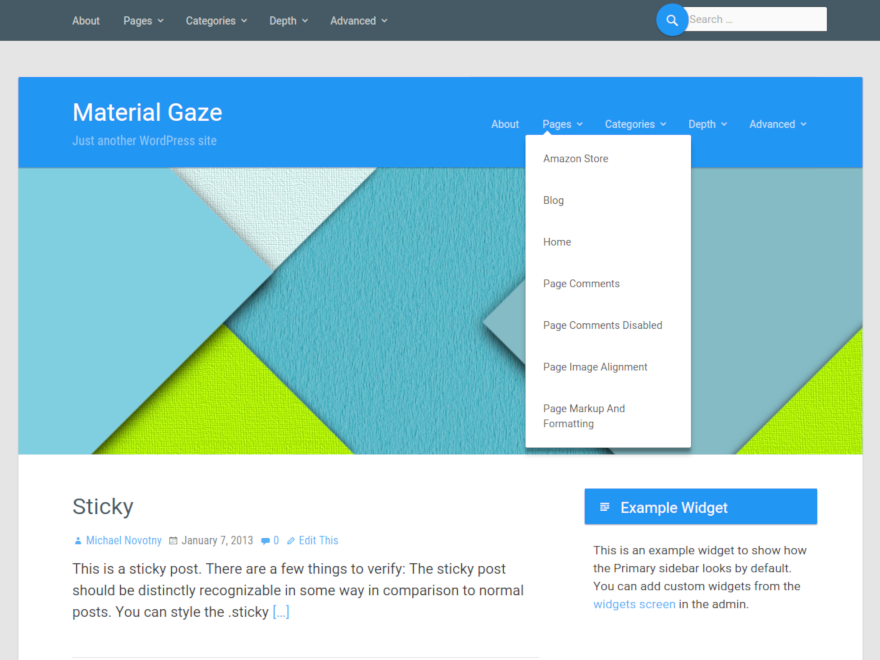 About Pages Categories Depth Advanced Search ...
Material Gaze
Just another WordPress site
About Pages Categories Depth Advanced
Amazon Store
Blog
Home
Page Comments
Page Comments Disabled
Page Image Alignment
Page Markup And
Formatting
Sticky
Michael Novotny January 7, 2013 0 Edit This
This is a sticky post. There are a few things to verify: The sticky post
should be distinctly recognizable in some way in comparison to normal
posts. You can style the .sticky [...]
Example Widget
This is an example widget to show how
the Primary sidebar looks by default.
You can add custom widgets from the
widgets screen in the admin.